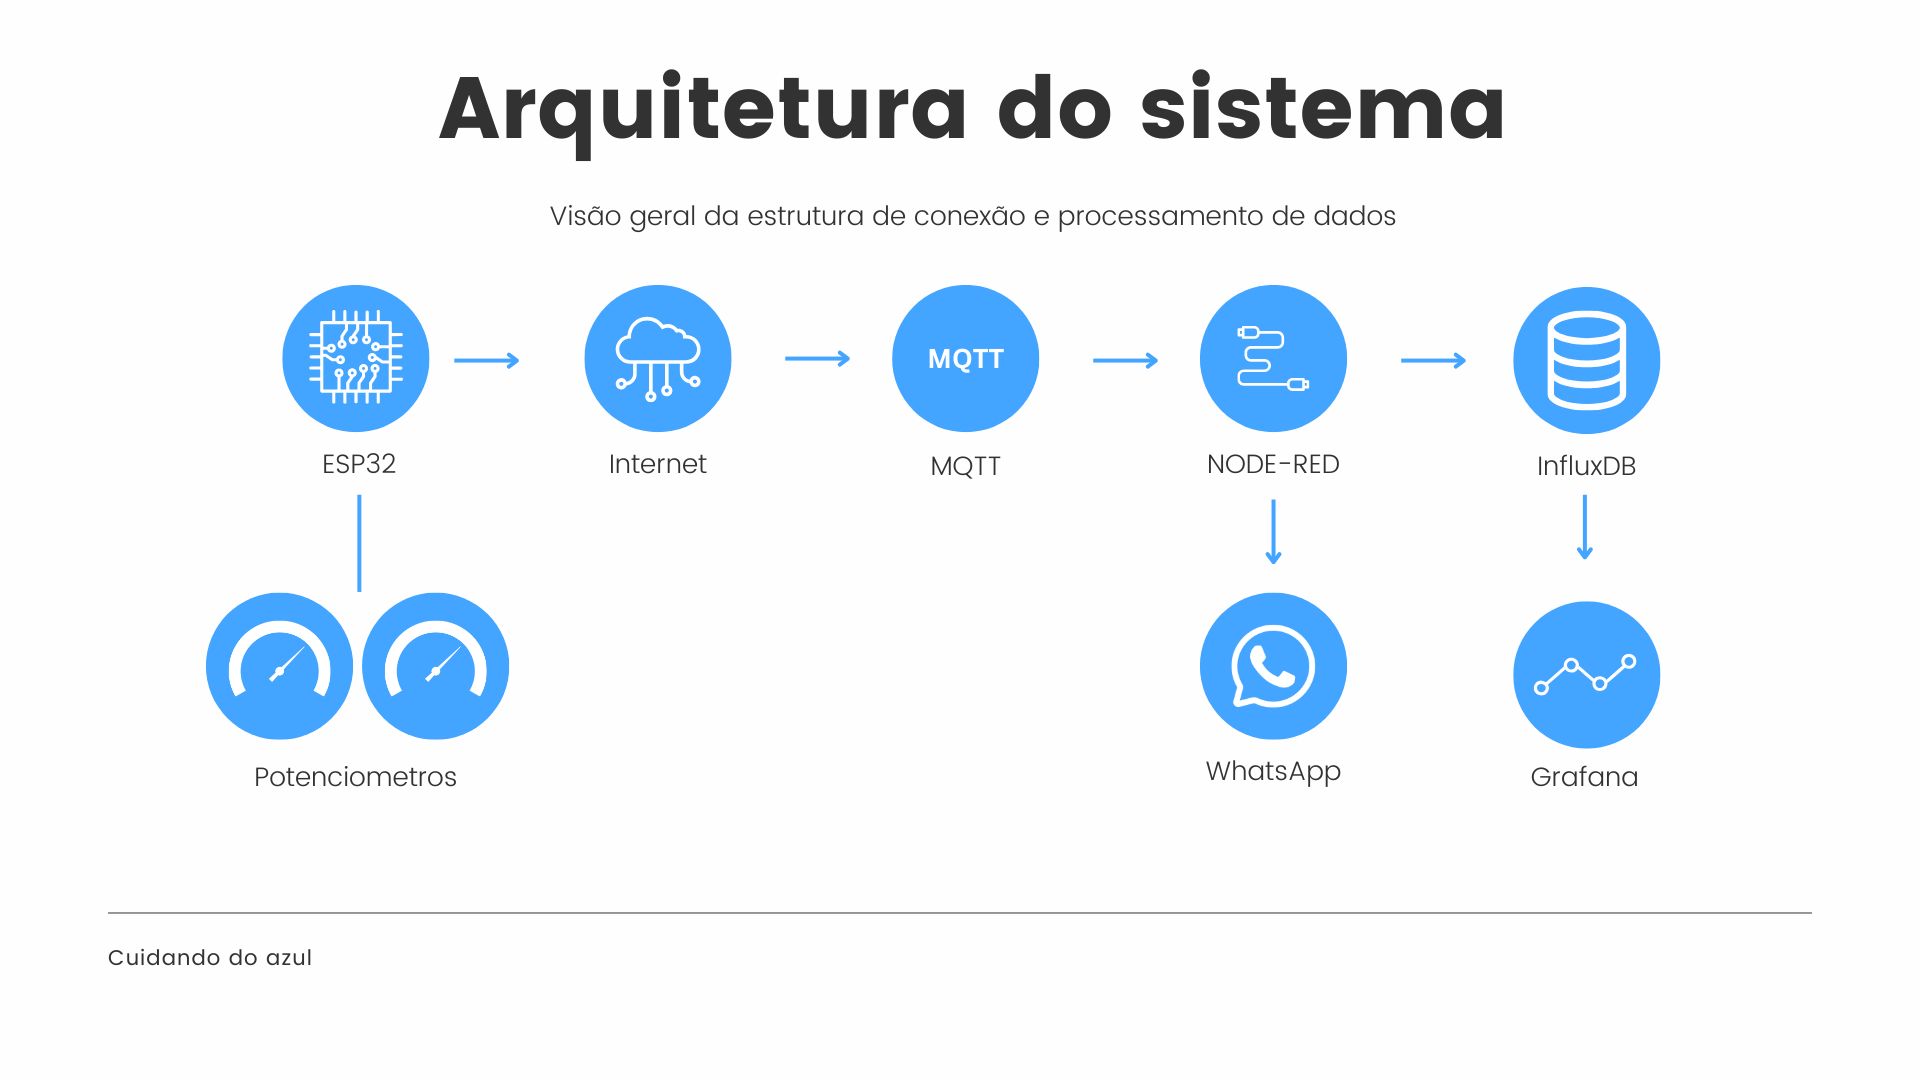 Arquitetura do sistema
Visão geral da estrutura de conexão e processamento de dados
MQTT
ESP32
Internet
MQTT
NODE-RED
InfluxDB
Potenciometros
WhatsApp
Grafana
Cuidando do azul